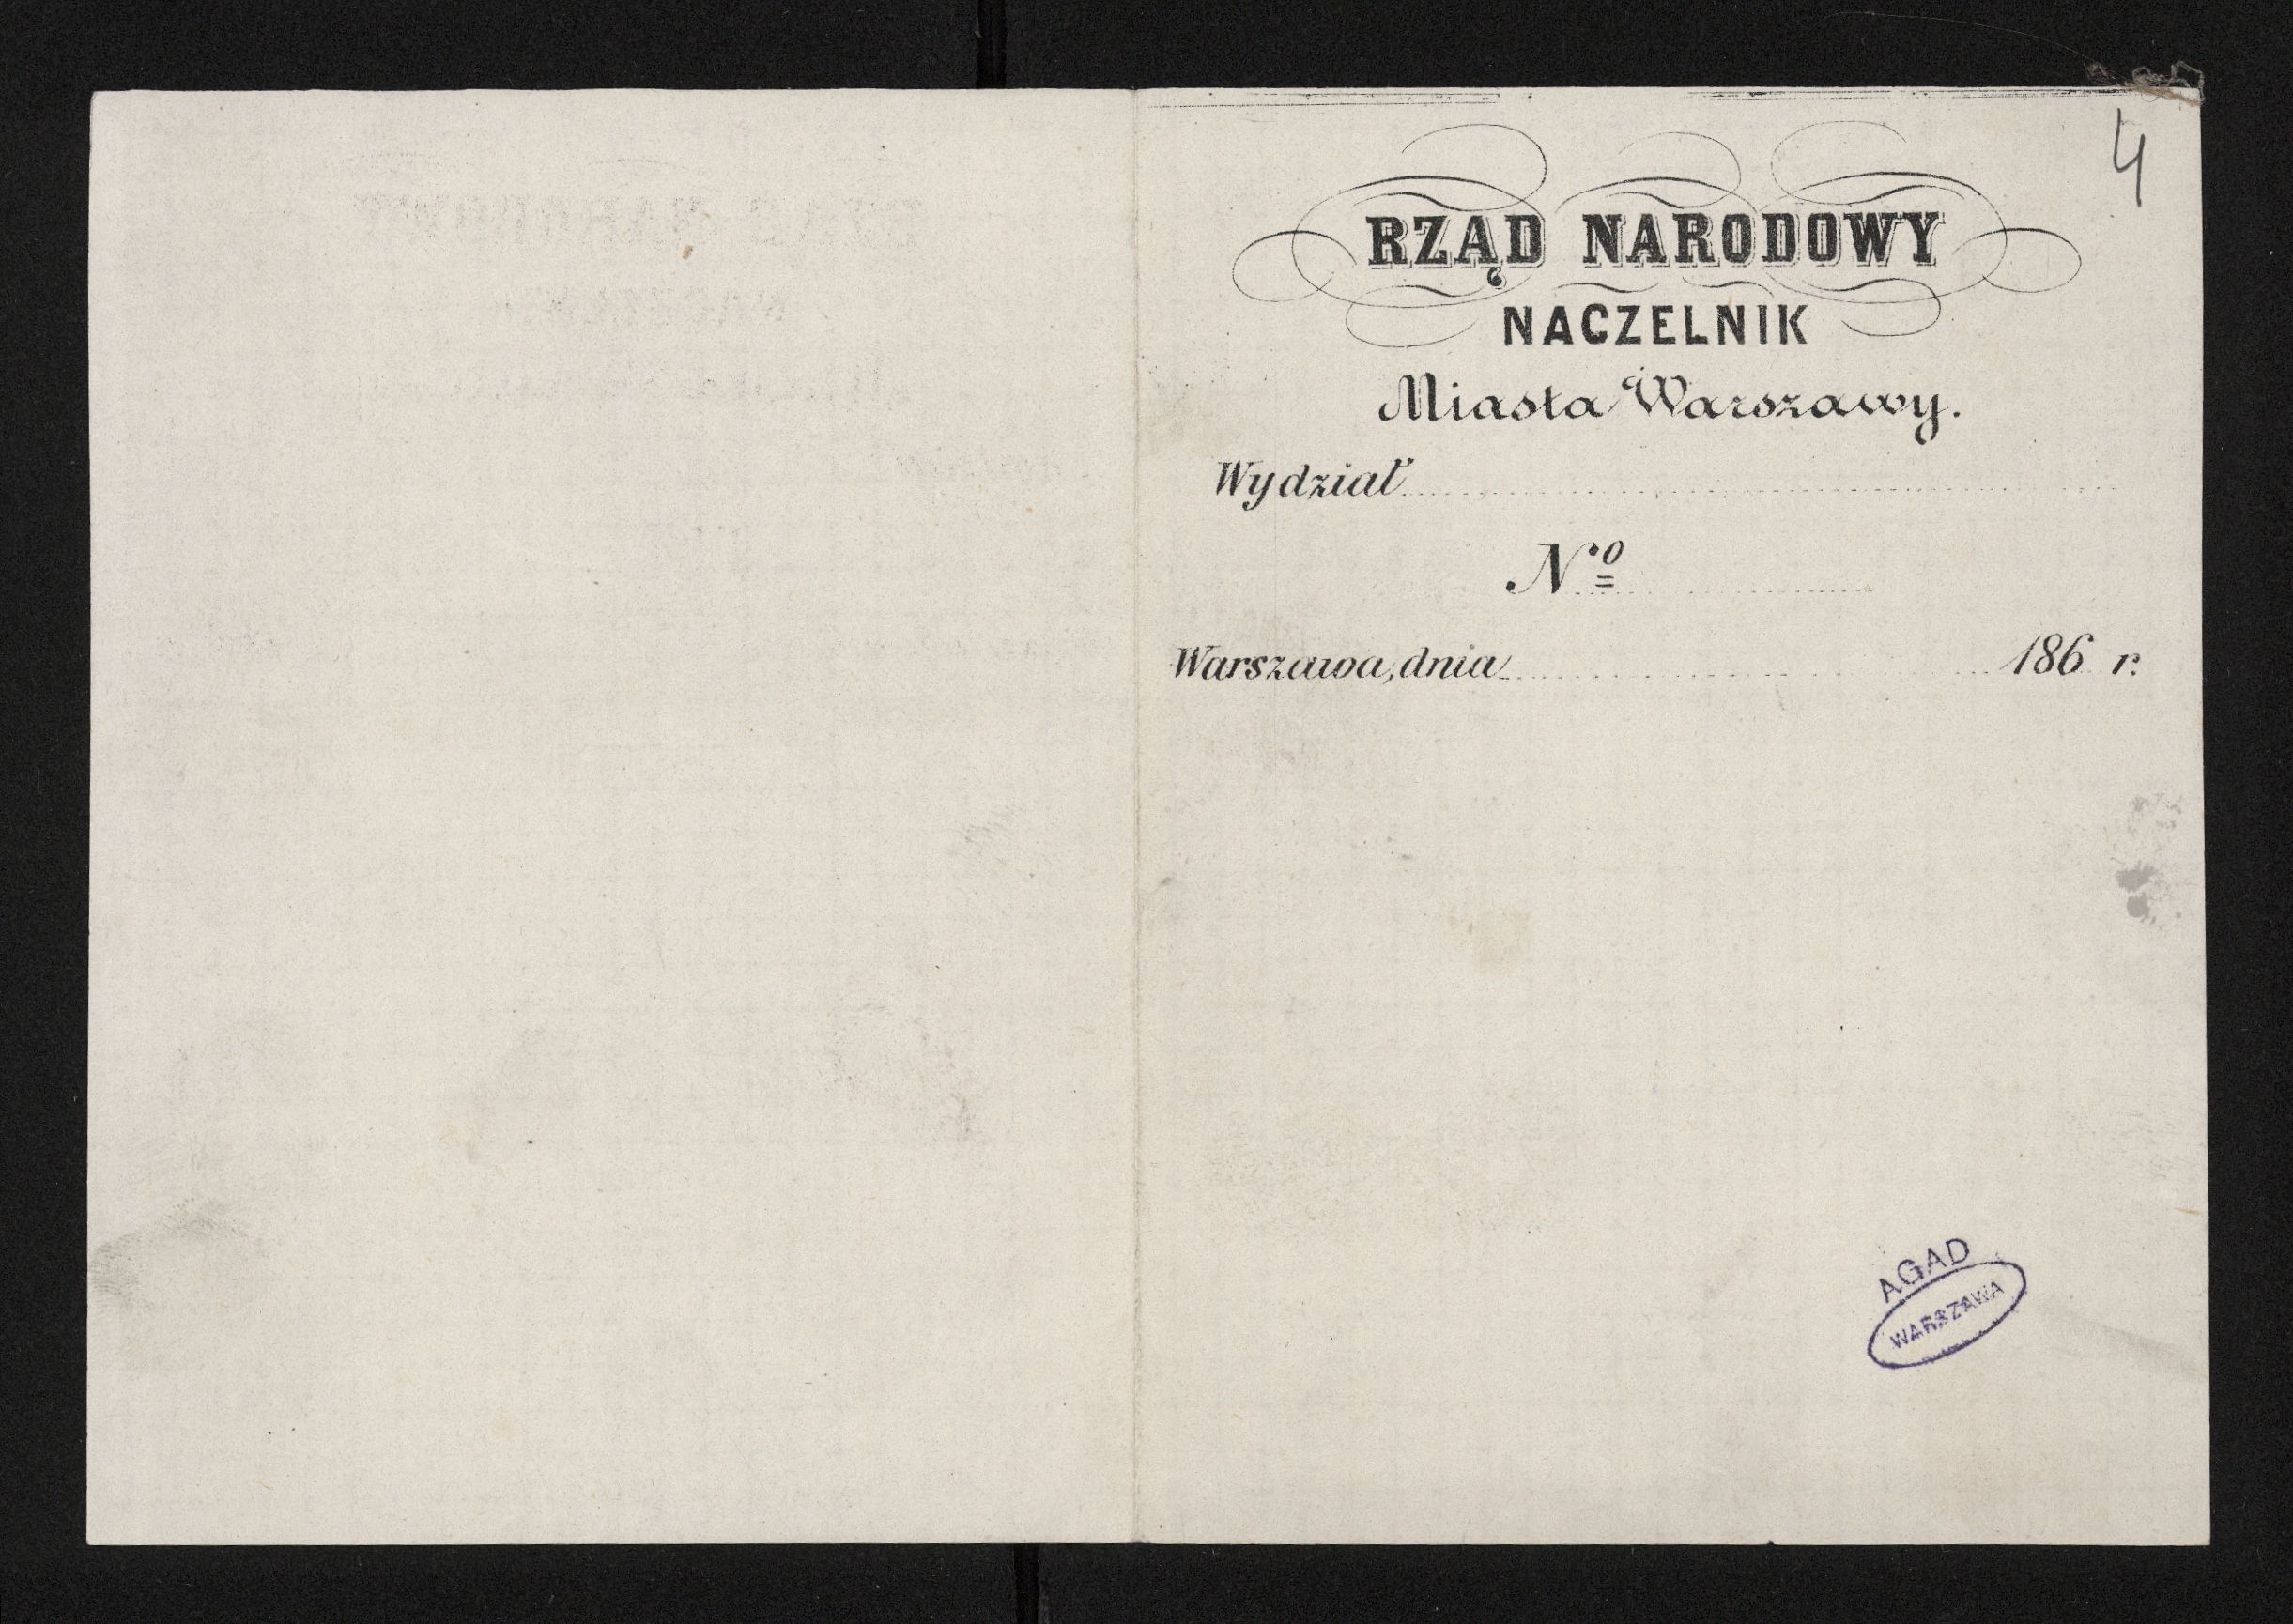 4
RZĄD NARODOWY
NACZELNIK
Miasta Warszawy.
Wydział
Nº
Warszawa, dnia 186 r.
AGAD
WARSZAWA